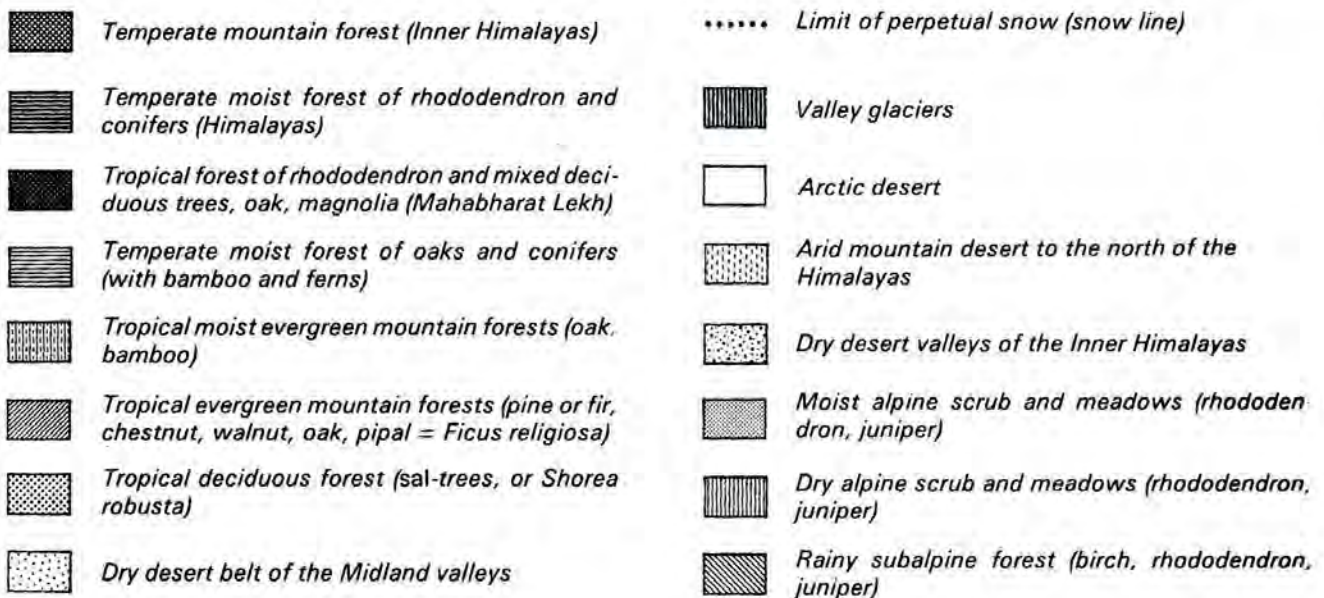 Temperate mountain forest (Inner Himalayas)
Temperate moist forest of rhododendron and
conifers (Himalayas)
Tropical forest of rhododendron and mixed deci-
duous trees, oak, magnolia (Mahabharat Lekh)
Temperate moist forest of oaks and conifers
(with bamboo and ferns)
Tropical moist evergreen mountain forests (oak,
bamboo)
Tropical evergreen mountain forests (pine or fir,
chestnut, walnut, oak, pipal = Ficus religiosa)
Tropical deciduous forest (sal-trees, or Shorea
robusta)
Dry desert belt of the Midland valleys
Limit of perpetual snow (snow line)
Valley glaciers
Arctic desert
Arid mountain desert to the north of the
Himalayas
Dry desert valleys of the Inner Himalayas
Moist alpine scrub and meadows (rhododen
dron, juniper)
Dry alpine scrub and meadows (rhododendron,
juniper)
Rainy subalpine forest (birch, rhododendron,
juniper)